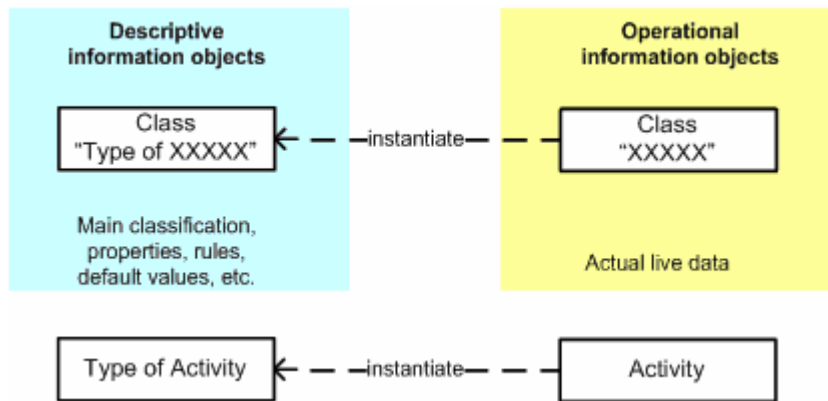 Descriptive
information objects
Operational
information objects
Class
"Type of XXXXX"
instantiate
Class
“XXXXX”
Main classification,
properties, rules,
default values, etc.
Actual live data
Type of Activity
instantiate
Activity